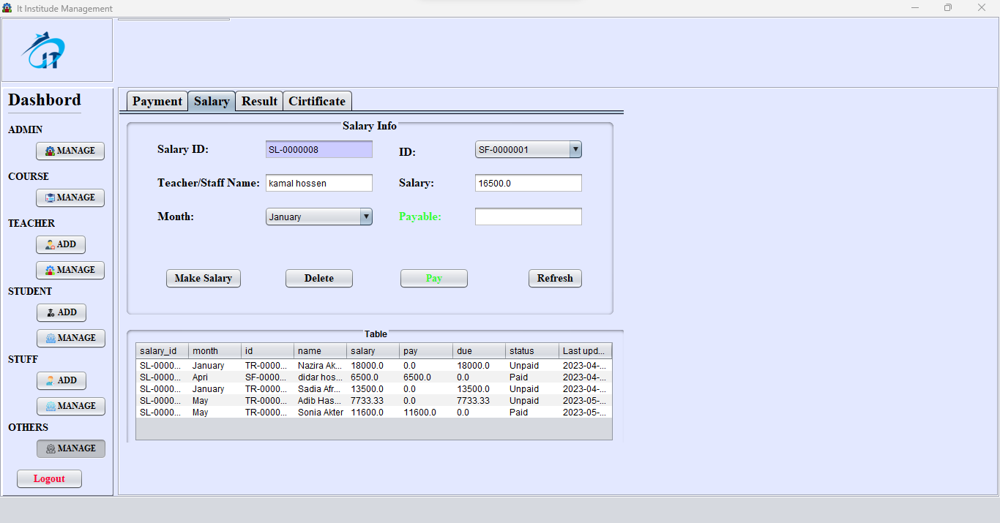 It Institude Management
IT
Dashbord
ADMIN
MANAGE
COURSE
MANAGE
TEACHER
ADD
MANAGE
STUDENT
ADD
MANAGE
STUFF
ADD
MANAGE
OTHERS
MANAGE
Logout
Payment Salary Result Cirtificate
Salary Info
Salary ID: SL-0000008 ID: SF-0000001
Teacher/Staff Name: kamal hossen Salary: 16500.0
Month: January Payable:
Make Salary Delete Pay Refresh
Table
salary_id month id name salary pay due status Last upd...
SL-0000... January TR-0000... Nazira Ak... 18000.0 0.0 18000.0 Unpaid 2023-04-...
SL-0000... Apri SF-0000... didar hos... 6500.0 6500.0 0.0 Paid 2023-04-...
SL-0000... January TR-0000... Sadia Afr... 13500.0 0.0 13500.0 Unpaid 2023-04-...
SL-0000... May TR-0000... Adib Has... 7733.33 0.0 7733.33 Unpaid 2023-05-...
SL-0000... May TR-0000... Sonia Akter 11600.0 11600.0 0.0 Paid 2023-05-...